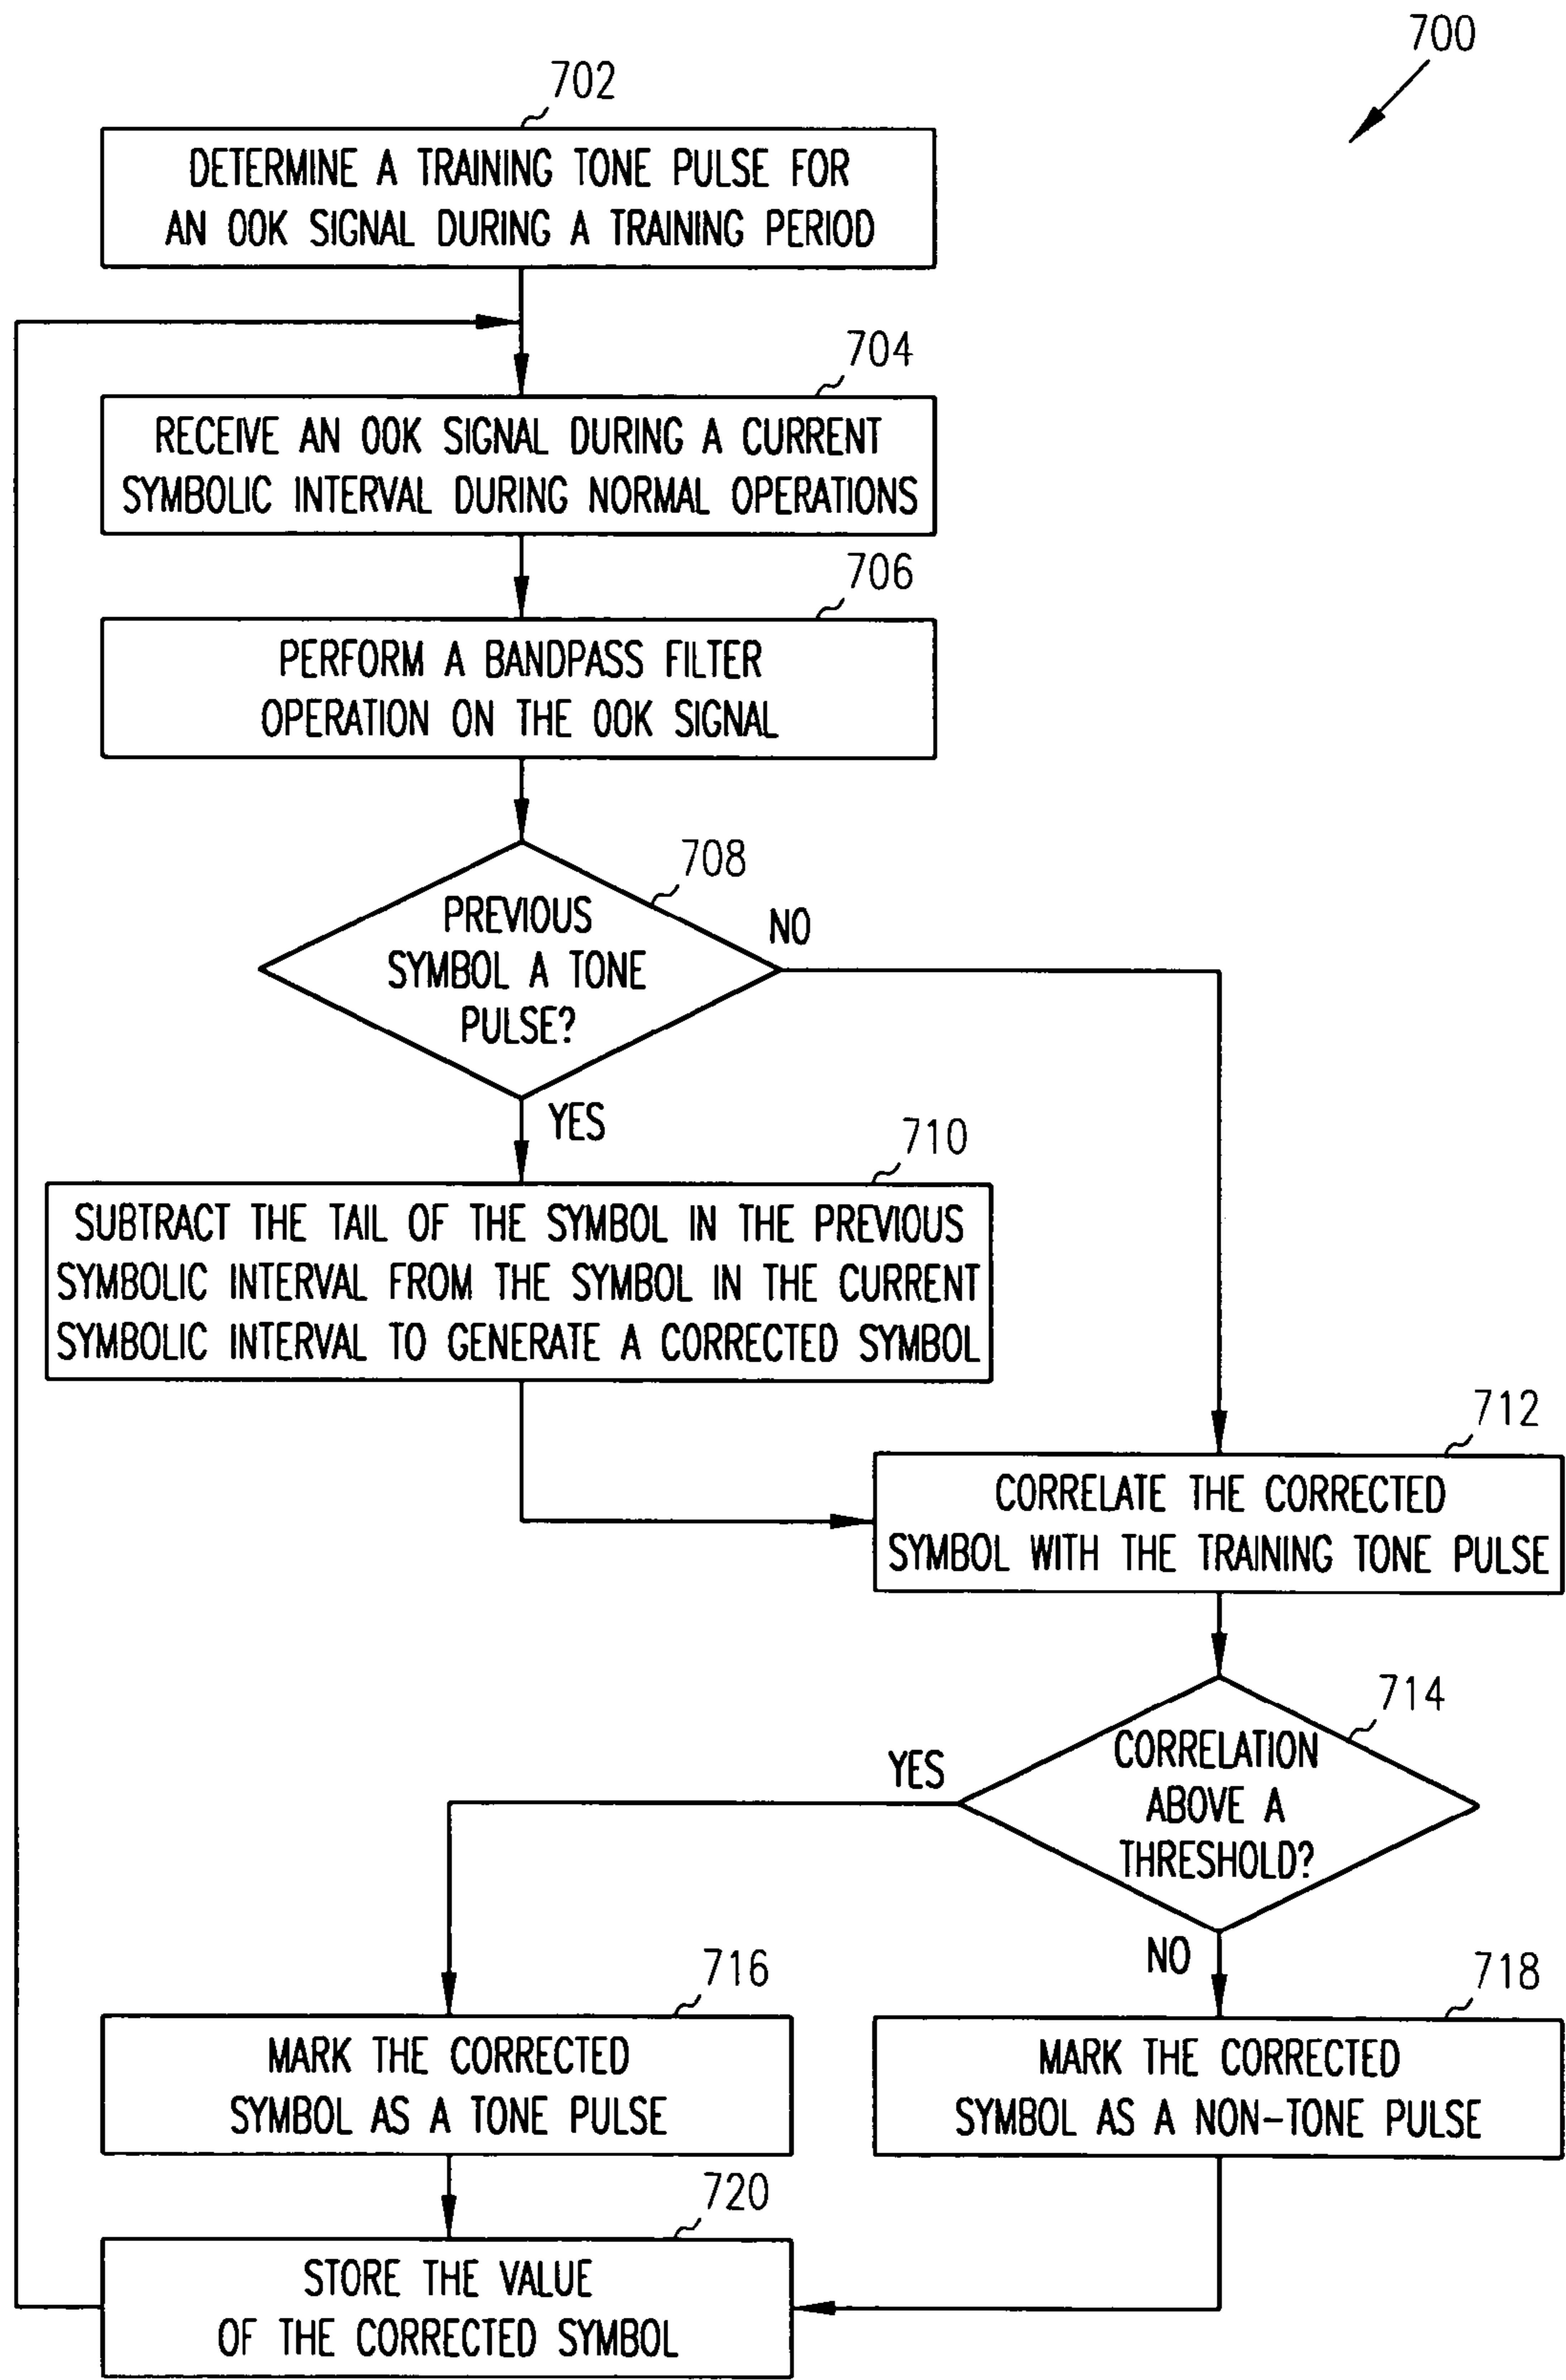 700
702
DETERMINE A TRAINING TONE PULSE FOR
AN OOK SIGNAL DURING A TRAINING PERIOD
704
RECEIVE AN OOK SIGNAL DURING A CURRENT
SYMBOLIC INTERVAL DURING NORMAL OPERATIONS
706
PERFORM A BANDPASS FILTER
OPERATION ON THE OOK SIGNAL
708
PREVIOUS
SYMBOL A TONE
PULSE?
NO
YES
710
SUBTRACT THE TAIL OF THE SYMBOL IN THE PREVIOUS
SYMBOLIC INTERVAL FROM THE SYMBOL IN THE CURRENT
SYMBOLIC INTERVAL TO GENERATE A CORRECTED SYMBOL
712
CORRELATE THE CORRECTED
SYMBOL WITH THE TRAINING TONE PULSE
714
CORRELATION
ABOVE A
THRESHOLD?
YES
NO
716
MARK THE CORRECTED
SYMBOL AS A TONE PULSE
718
MARK THE CORRECTED
SYMBOL AS A NON-TONE PULSE
720
STORE THE VALUE
OF THE CORRECTED SYMBOL